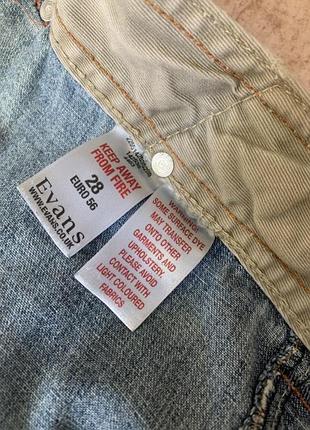 KEEP AWAY
FROM FIRE
28
EURO 56
Evans
WWW.EVANS.CO.UK
WARNING!
SOME SURFACE DYE
MAY TRANSFER
ONTO OTHER
GARMENTS AND
UPHOLSTERY.
PLEASE AVOID
CONTACT WITH
LIGHT COLOURED
FABRICS